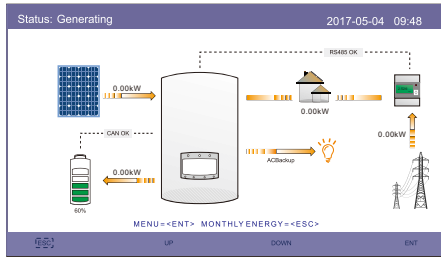 Status: Generating 2017-05-04 09:48
RS485 OK
0.00kW
0.00kW
CAN OK
0.00kW
0.00kW
ACBackup
60%
MENU=<ENT> MONTHLY ENERGY=<ESC>
ESC UP DOWN ENT